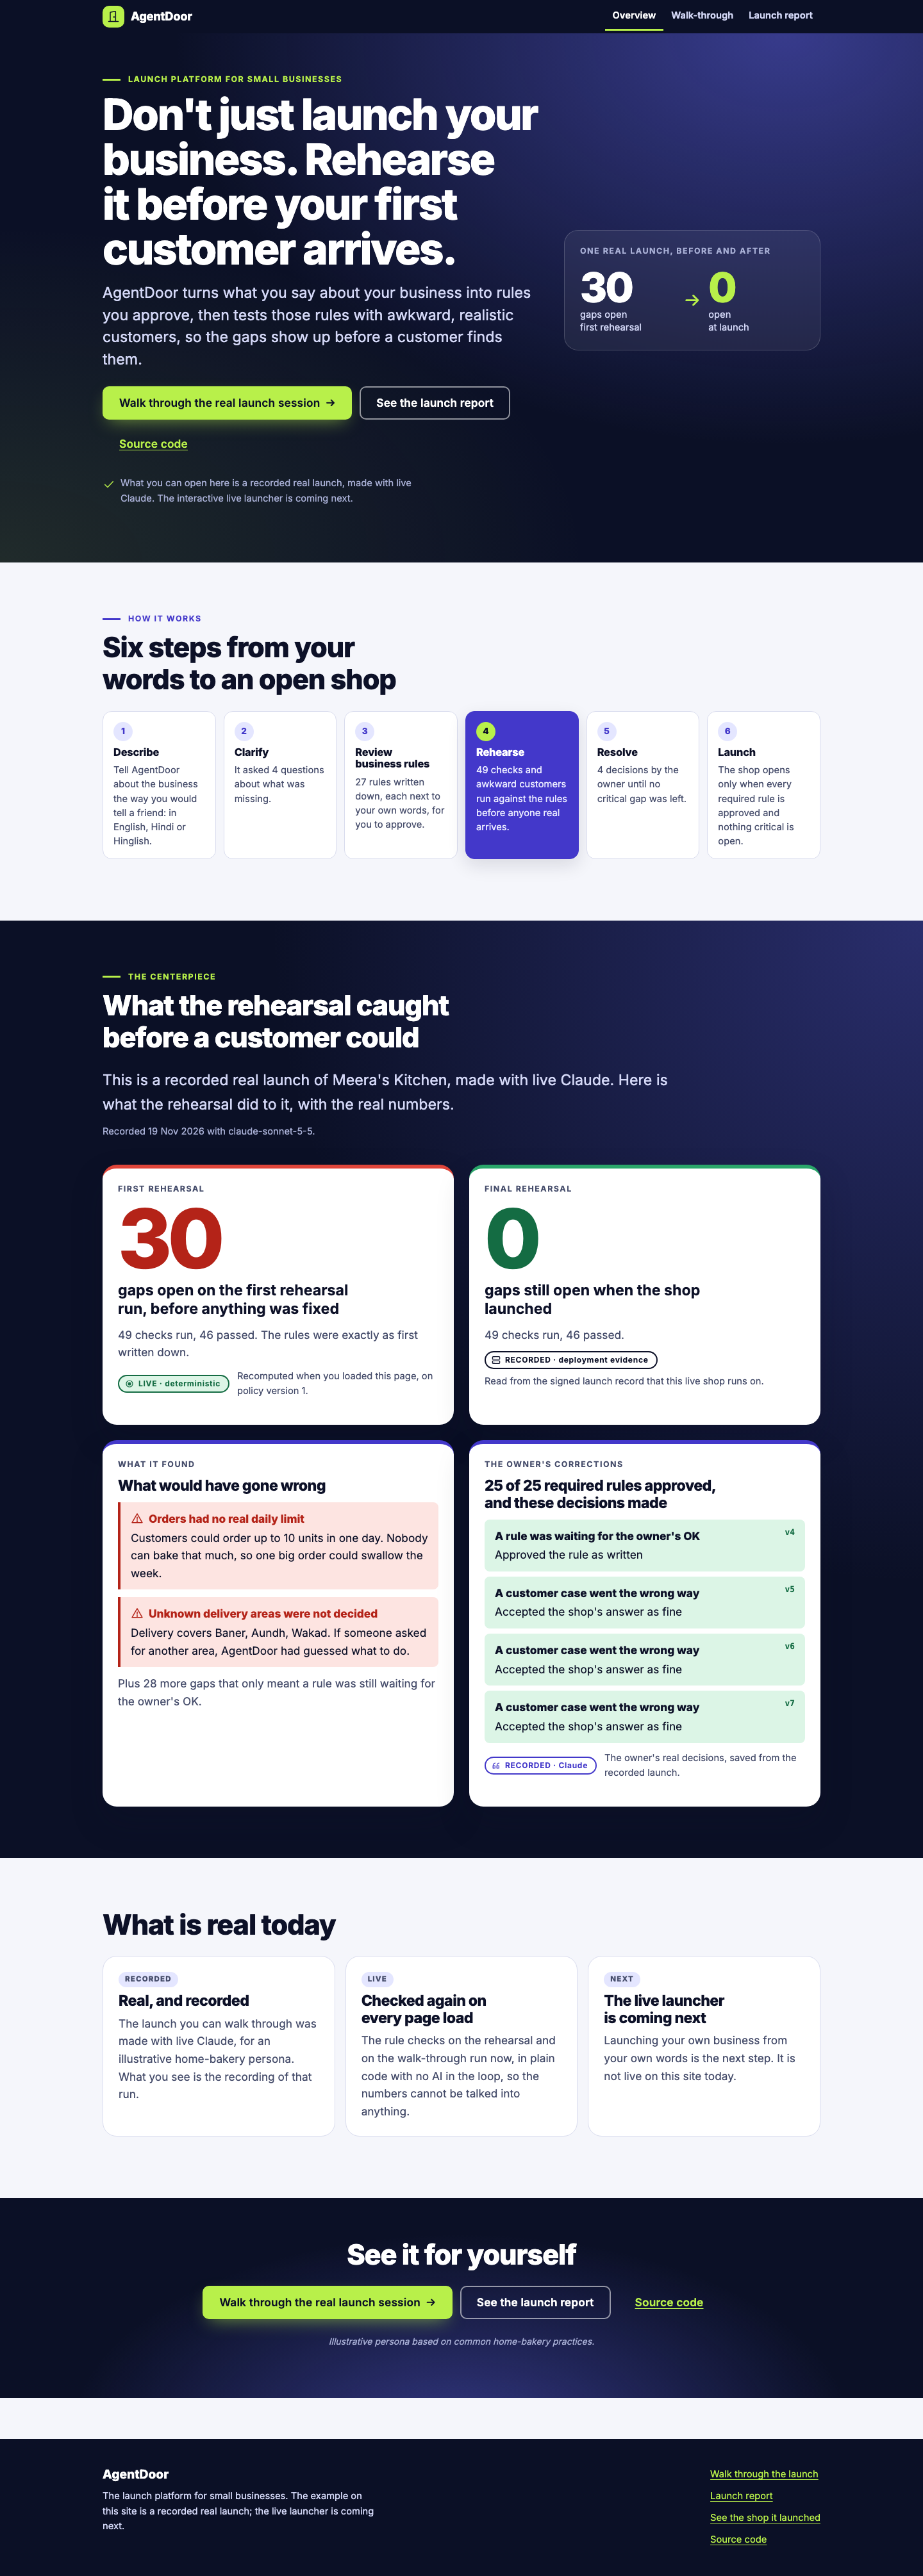 AgentDoor
Overview
Walk-through
Launch report
LAUNCH PLATFORM FOR SMALL BUSINESSES
Don't just launch your
business. Rehearse
it before your first
customer arrives.
AgentDoor turns what you say about your business into rules
you approve, then tests those rules with awkward, realistic
customers, so the gaps show up before a customer finds
them.
Walk through the real launch session →
See the launch report
Source code
What you can open here is a recorded real launch, made with live
Claude. The interactive live launcher is coming next.
ONE REAL LAUNCH, BEFORE AND AFTER
30
gaps open
first rehearsal
→
0
open
at launch
HOW IT WORKS
Six steps from your
words to an open shop
1
Describe
Tell AgentDoor
about the business
the way you would
tell a friend: in
English, Hindi or
Hinglish.
2
Clarify
It asked 4 questions
about what was
missing.
3
Review
business rules
27 rules written
down, each next to
your own words, for
you to approve.
4
Rehearse
49 checks and
awkward customers
run against the rules
before anyone real
arrives.
5
Resolve
4 decisions by the
owner until no
critical gap was left.
6
Launch
The shop opens
only when every
required rule is
approved and
nothing critical is
open.
THE CENTERPIECE
What the rehearsal caught
before a customer could
This is a recorded real launch of Meera's Kitchen, made with live Claude. Here is
what the rehearsal did to it, with the real numbers.
Recorded 19 Nov 2026 with claude-sonnet-5-5.
FIRST REHEARSAL
30
gaps open on the first rehearsal
run, before anything was fixed
49 checks run, 46 passed. The rules were exactly as first
written down.
LIVE · deterministic
Recomputed when you loaded this page, on
policy version 1.
FINAL REHEARSAL
0
gaps still open when the shop
launched
49 checks run, 46 passed.
RECORDED · deployment evidence
Read from the signed launch record that this live shop runs on.
WHAT IT FOUND
What would have gone wrong
Orders had no real daily limit
Customers could order up to 10 units in one day. Nobody
can bake that much, so one big order could swallow the
week.
Unknown delivery areas were not decided
Delivery covers Baner, Aundh, Wakad. If someone asked
for another area, AgentDoor had guessed what to do.
Plus 28 more gaps that only meant a rule was still waiting for
the owner's OK.
THE OWNER'S CORRECTIONS
25 of 25 required rules approved,
and these decisions made
A rule was waiting for the owner's OK
v4
Approved the rule as written
A customer case went the wrong way
v5
Accepted the shop's answer as fine
A customer case went the wrong way
v6
Accepted the shop's answer as fine
A customer case went the wrong way
v7
Accepted the shop's answer as fine
RECORDED · Claude
The owner's real decisions, saved from the
recorded launch.
What is real today
RECORDED
Real, and recorded
The launch you can walk through was
made with live Claude, for an
illustrative home-bakery persona.
What you see is the recording of that
run.
LIVE
Checked again on
every page load
The rule checks on the rehearsal and
on the walk-through run now, in plain
code with no AI in the loop, so the
numbers cannot be talked into
anything.
NEXT
The live launcher
is coming next
Launching your own business from
your own words is the next step. It is
not live on this site today.
See it for yourself
Walk through the real launch session →
See the launch report
Source code
Illustrative persona based on common home-bakery practices.
AgentDoor
The launch platform for small businesses. The example on
this site is a recorded real launch; the live launcher is coming
next.
Walk through the launch
Launch report
See the shop it launched
Source code